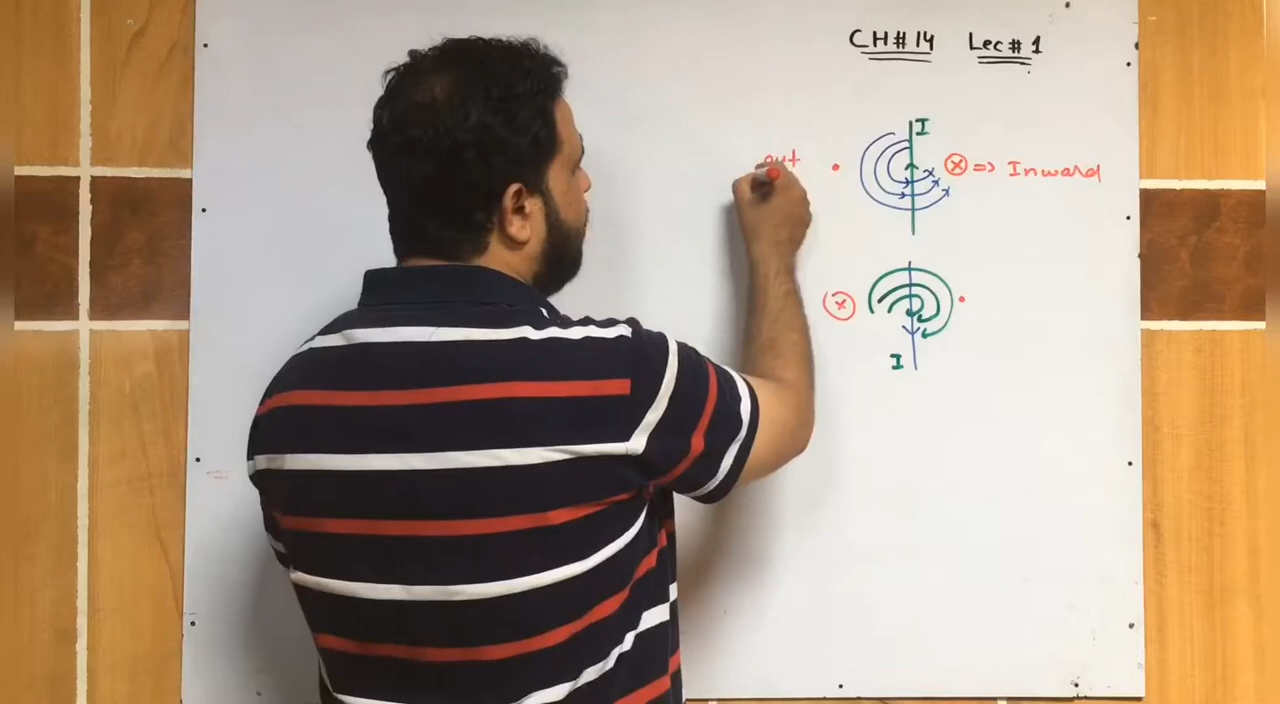 CH#14 Lec#1
I
out • ⓧ => Inward
ⓧ •
I